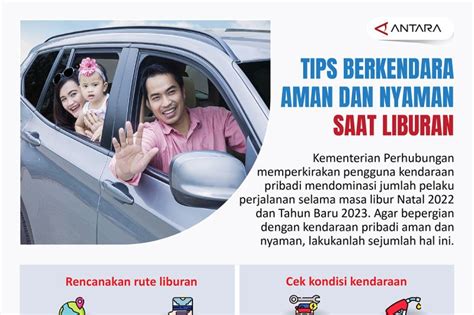 ANTARA
TIPS BERKENDARA
AMAN DAN NYAMAN
SAAT LIBURAN
Kementerian Perhubungan
memperkirakan pengguna kendaraan
pribadi mendominasi jumlah pelaku
perjalanan selama masa libur Natal 2022
dan Tahun Baru 2023. Agar bepergian
dengan kendaraan pribadi aman dan
nyaman, lakukanlah sejumlah hal ini.
Rencanakan rute liburan
Cek kondisi kendaraan